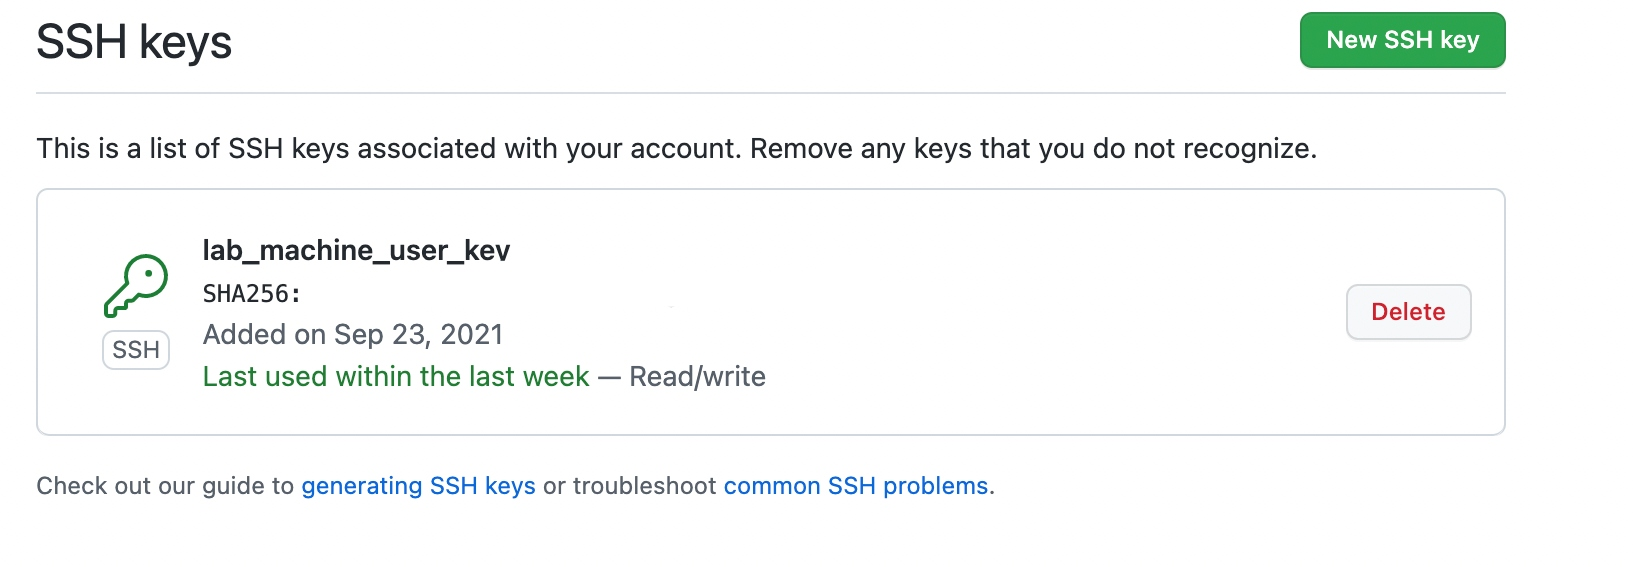 SSH keys
New SSH key
This is a list of SSH keys associated with your account. Remove any keys that you do not recognize.
lab_machine_user_kev
SHA256:
Added on Sep 23, 2021
Last used within the last week — Read/write
SSH
Delete
Check out our guide to generating SSH keys or troubleshoot common SSH problems.